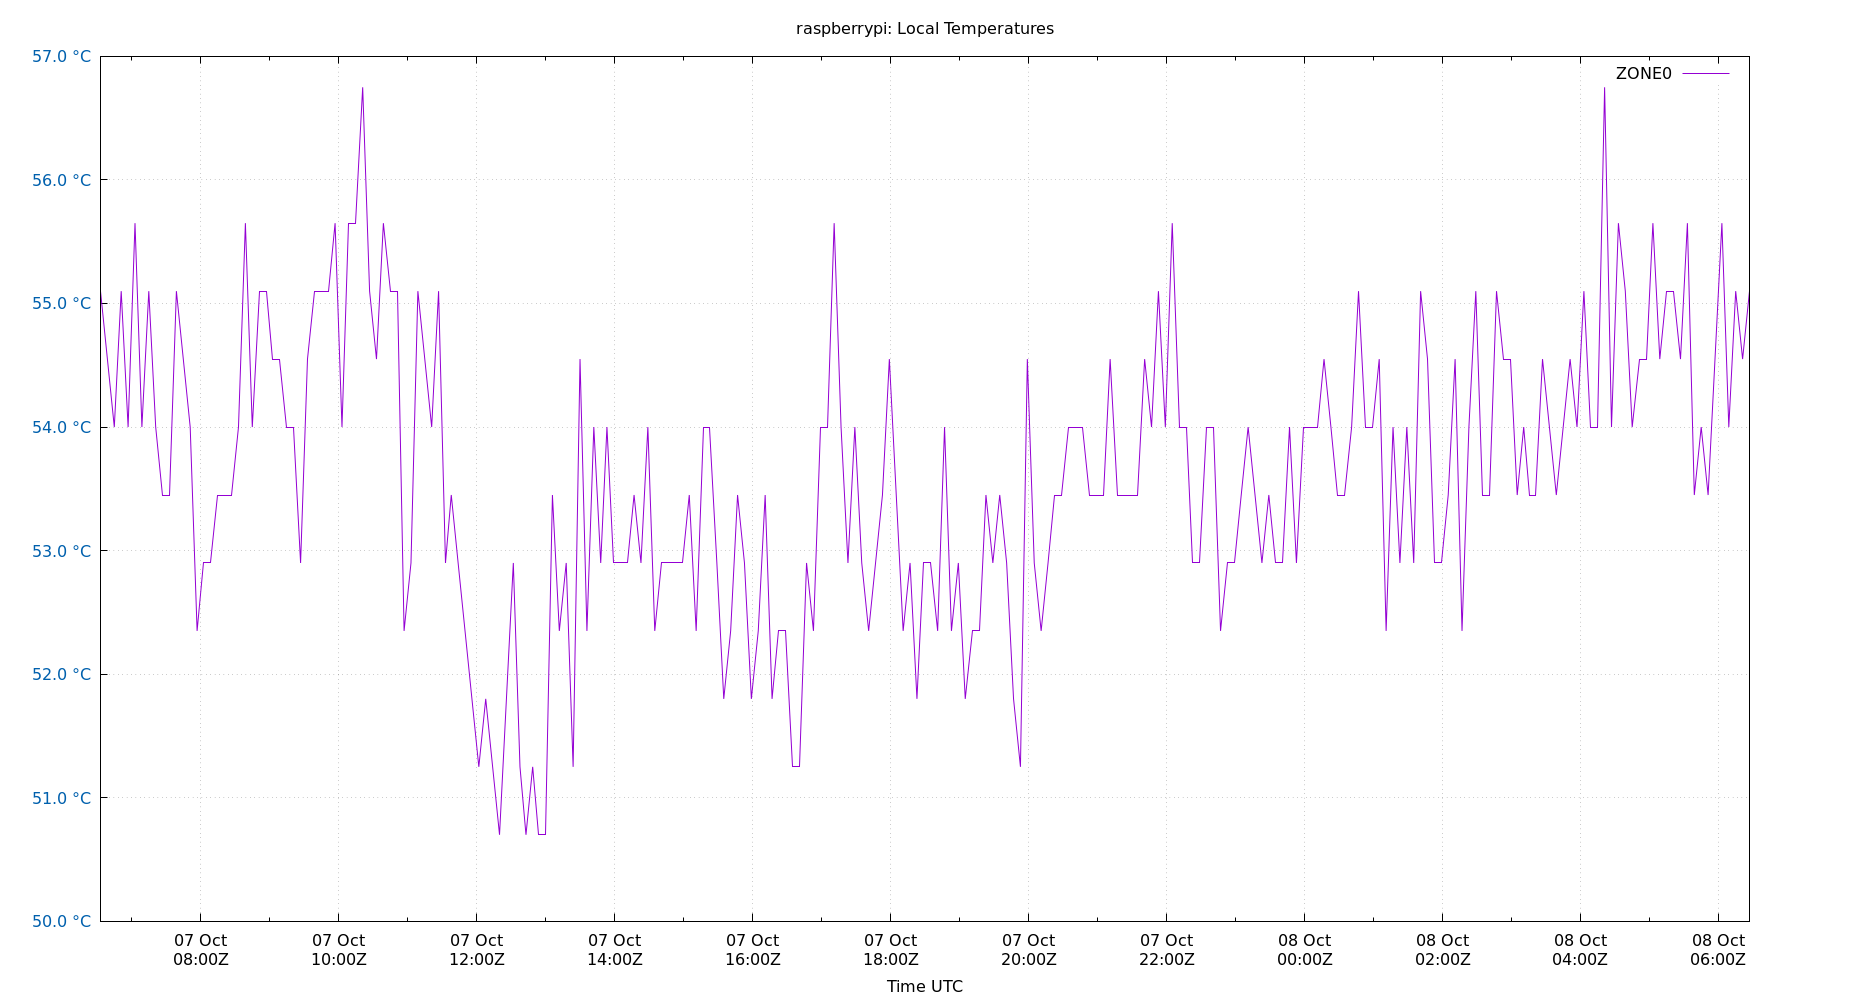 raspberrypi: Local Temperatures
57.0 °C
ZONE0
56.0 °C
55.0 °C
54.0 °C
53.0 °C
52.0 °C
51.0 °C
50.0 °C
07 Oct 07 Oct 07 Oct 07 Oct 07 Oct 07 Oct 07 Oct 07 Oct 08 Oct 08 Oct 08 Oct 08 Oct
08:00Z 10:00Z 12:00Z 14:00Z 16:00Z 18:00Z 20:00Z 22:00Z 00:00Z 02:00Z 04:00Z 06:00Z
Time UTC